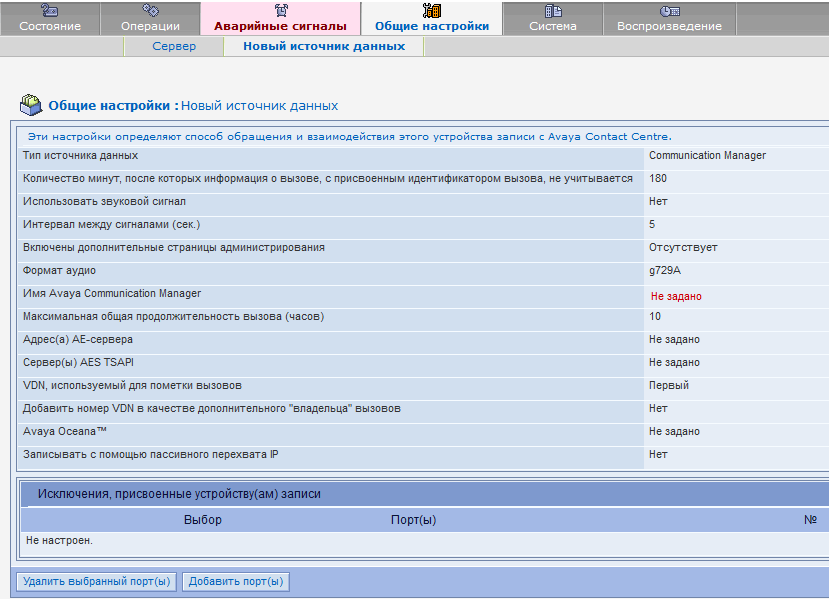 Состояние Операции Аварийные сигналы Общие настройки Система Воспроизведение
Сервер Новый источник данных
Общие настройки : Новый источник данных
Эти настройки определяют способ обращения и взаимодействия этого устройства записи с Avaya Contact Centre.
Тип источника данных Communication Manager
Количество минут, после которых информация о вызове, с присвоенным идентификатором вызова, не учитывается 180
Использовать звуковой сигнал Нет
Интервал между сигналами (сек.) 5
Включены дополнительные страницы администрирования Отсутствует
Формат аудио g729A
Имя Avaya Communication Manager Не задано
Максимальная общая продолжительность вызова (часов) 10
Адрес(а) AE-сервера Не задано
Сервер(ы) AES TSAPI Не задано
VDN, используемый для пометки вызовов Первый
Добавить номер VDN в качестве дополнительного "владельца" вызовов Нет
Avaya Oceana™ Не задано
Записывать с помощью пассивного перехвата IP Нет
Исключения, присвоенные устройству(ам) записи
Выбор Порт(ы) №
Не настроен.
Удалить выбранный порт(ы) Добавить порт(ы)